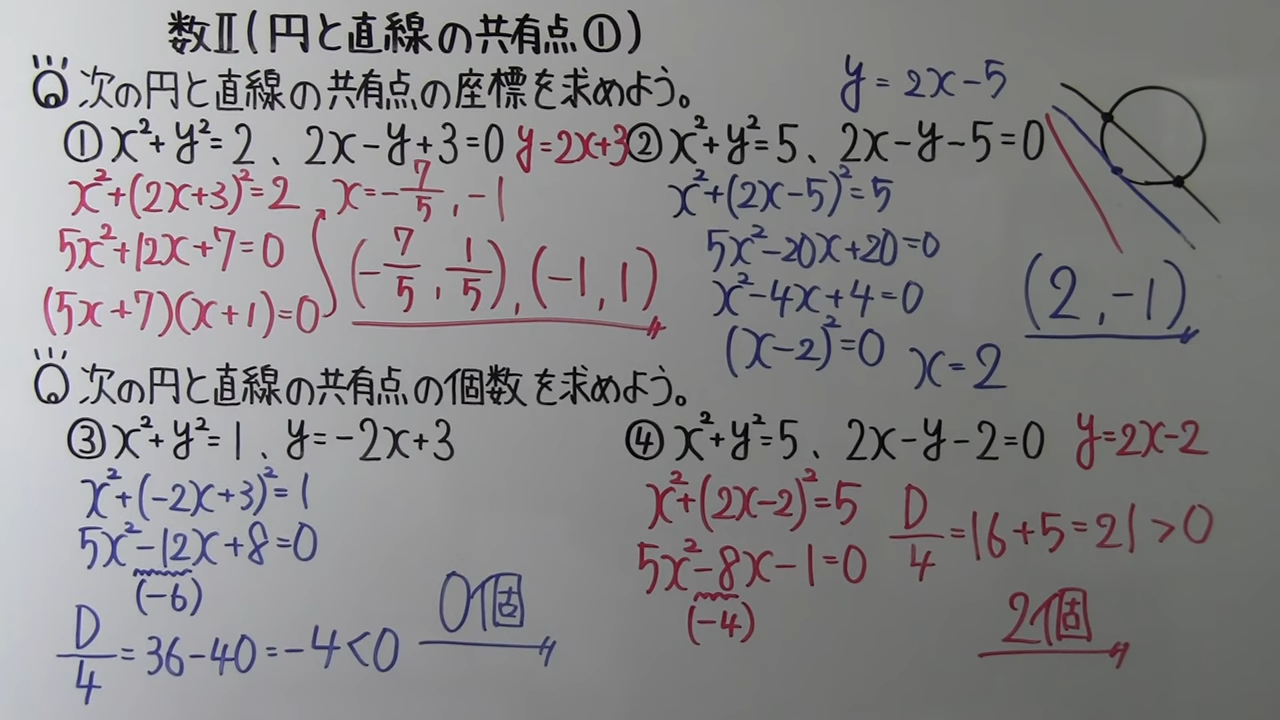 数Ⅱ(円と直線の共有点①)
Q 次の円と直線の共有点の座標を求めよう。
① x²+y²=2、2x-y+3=0 y=2x+3
x²+(2x+3)²=2 x=-7/5, -1
5x²+12x+7=0
(5x+7)(x+1)=0
(-7/5, 1/5), (-1, 1)
y=2x-5
② x²+y²=5、2x-y-5=0
x²+(2x-5)²=5
5x²-20x+20=0
x²-4x+4=0
(x-2)²=0 x=2
(2, -1)
Q 次の円と直線の共有点の個数を求めよう。
③ x²+y²=1、y=-2x+3
x²+(-2x+3)²=1
5x²-12x+8=0
(-6)
D/4=36-40=-4<0
0個
④ x²+y²=5、2x-y-2=0 y=2x-2
x²+(2x-2)²=5
5x²-8x-1=0
(-4)
D/4=16+5=21>0
2個